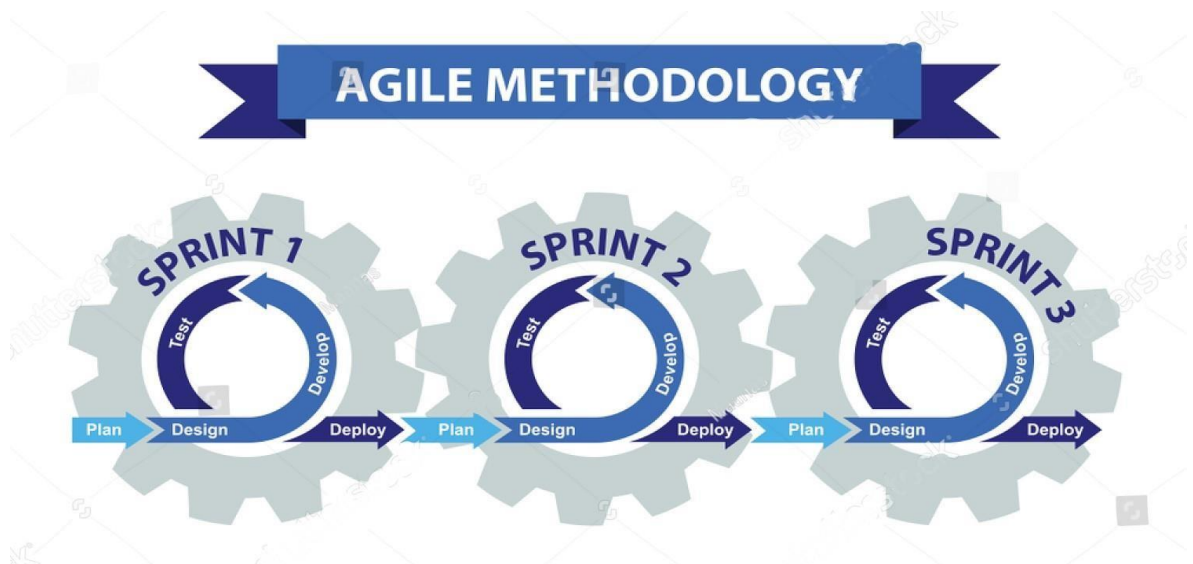 AGILE METHODOLOGY
SPRINT 1
Test
Develop
Plan
Design
Deploy
SPRINT 2
Test
Develop
Plan
Design
Deploy
SPRINT 3
Test
Develop
Plan
Design
Deploy